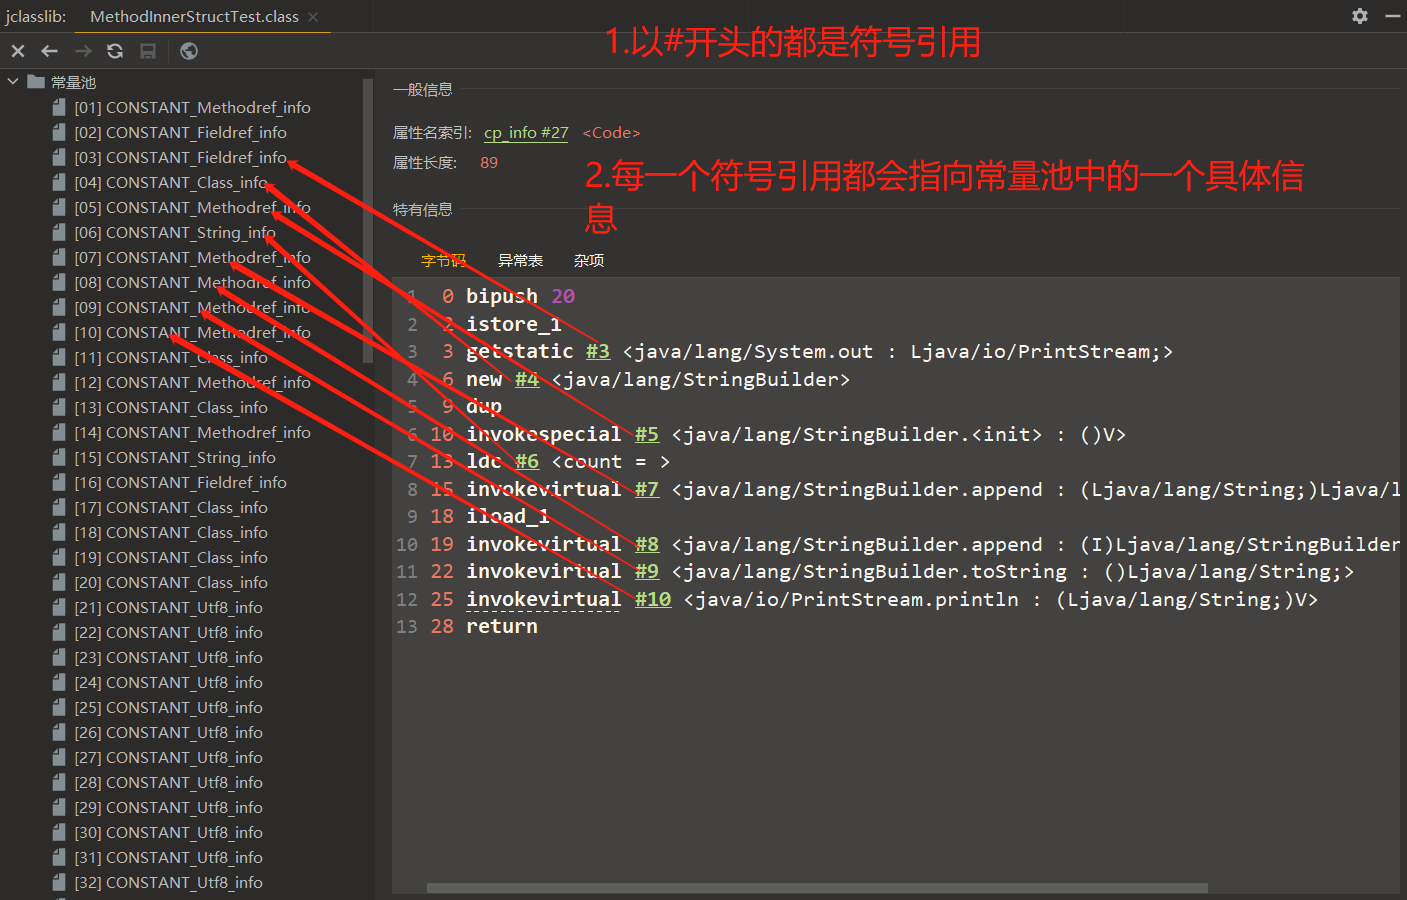 jclasslib: MethodInnerStructTest.class
1.以#开头的都是符号引用
常量池
[01] CONSTANT_Methodref_info
[02] CONSTANT_Fieldref_info
[03] CONSTANT_Fieldref_info
[04] CONSTANT_Class_info
[05] CONSTANT_Methodref_info
[06] CONSTANT_String_info
[07] CONSTANT_Methodref_info
[08] CONSTANT_Methodref_info
[09] CONSTANT_Methodref_info
[10] CONSTANT_Methodref_info
[11] CONSTANT_Class_info
[12] CONSTANT_Methodref_info
[13] CONSTANT_Class_info
[14] CONSTANT_Methodref_info
[15] CONSTANT_String_info
[16] CONSTANT_Fieldref_info
[17] CONSTANT_Class_info
[18] CONSTANT_Class_info
[19] CONSTANT_Class_info
[20] CONSTANT_Class_info
[21] CONSTANT_Utf8_info
[22] CONSTANT_Utf8_info
[23] CONSTANT_Utf8_info
[24] CONSTANT_Utf8_info
[25] CONSTANT_Utf8_info
[26] CONSTANT_Utf8_info
[27] CONSTANT_Utf8_info
[28] CONSTANT_Utf8_info
[29] CONSTANT_Utf8_info
[30] CONSTANT_Utf8_info
[31] CONSTANT_Utf8_info
[32] CONSTANT_Utf8_info
一般信息
属性名索引: cp_info #27 <Code>
属性长度: 89
2.每一个符号引用都会指向常量池中的一个具体信
息
特有信息
字节码 异常表 杂项
1 0 bipush 20
2 2 istore_1
3 3 getstatic #3 <java/lang/System.out : Ljava/io/PrintStream;>
4 6 new #4 <java/lang/StringBuilder>
5 9 dup
6 10 invokespecial #5 <java/lang/StringBuilder.<init> : ()V>
7 13 ldc #6 <count = >
8 15 invokevirtual #7 <java/lang/StringBuilder.append : (Ljava/lang/String;)Ljava/l
9 18 iload_1
10 19 invokevirtual #8 <java/lang/StringBuilder.append : (I)Ljava/lang/StringBuilder
11 22 invokevirtual #9 <java/lang/StringBuilder.toString : ()Ljava/lang/String;>
12 25 invokevirtual #10 <java/io/PrintStream.println : (Ljava/lang/String;)V>
13 28 return